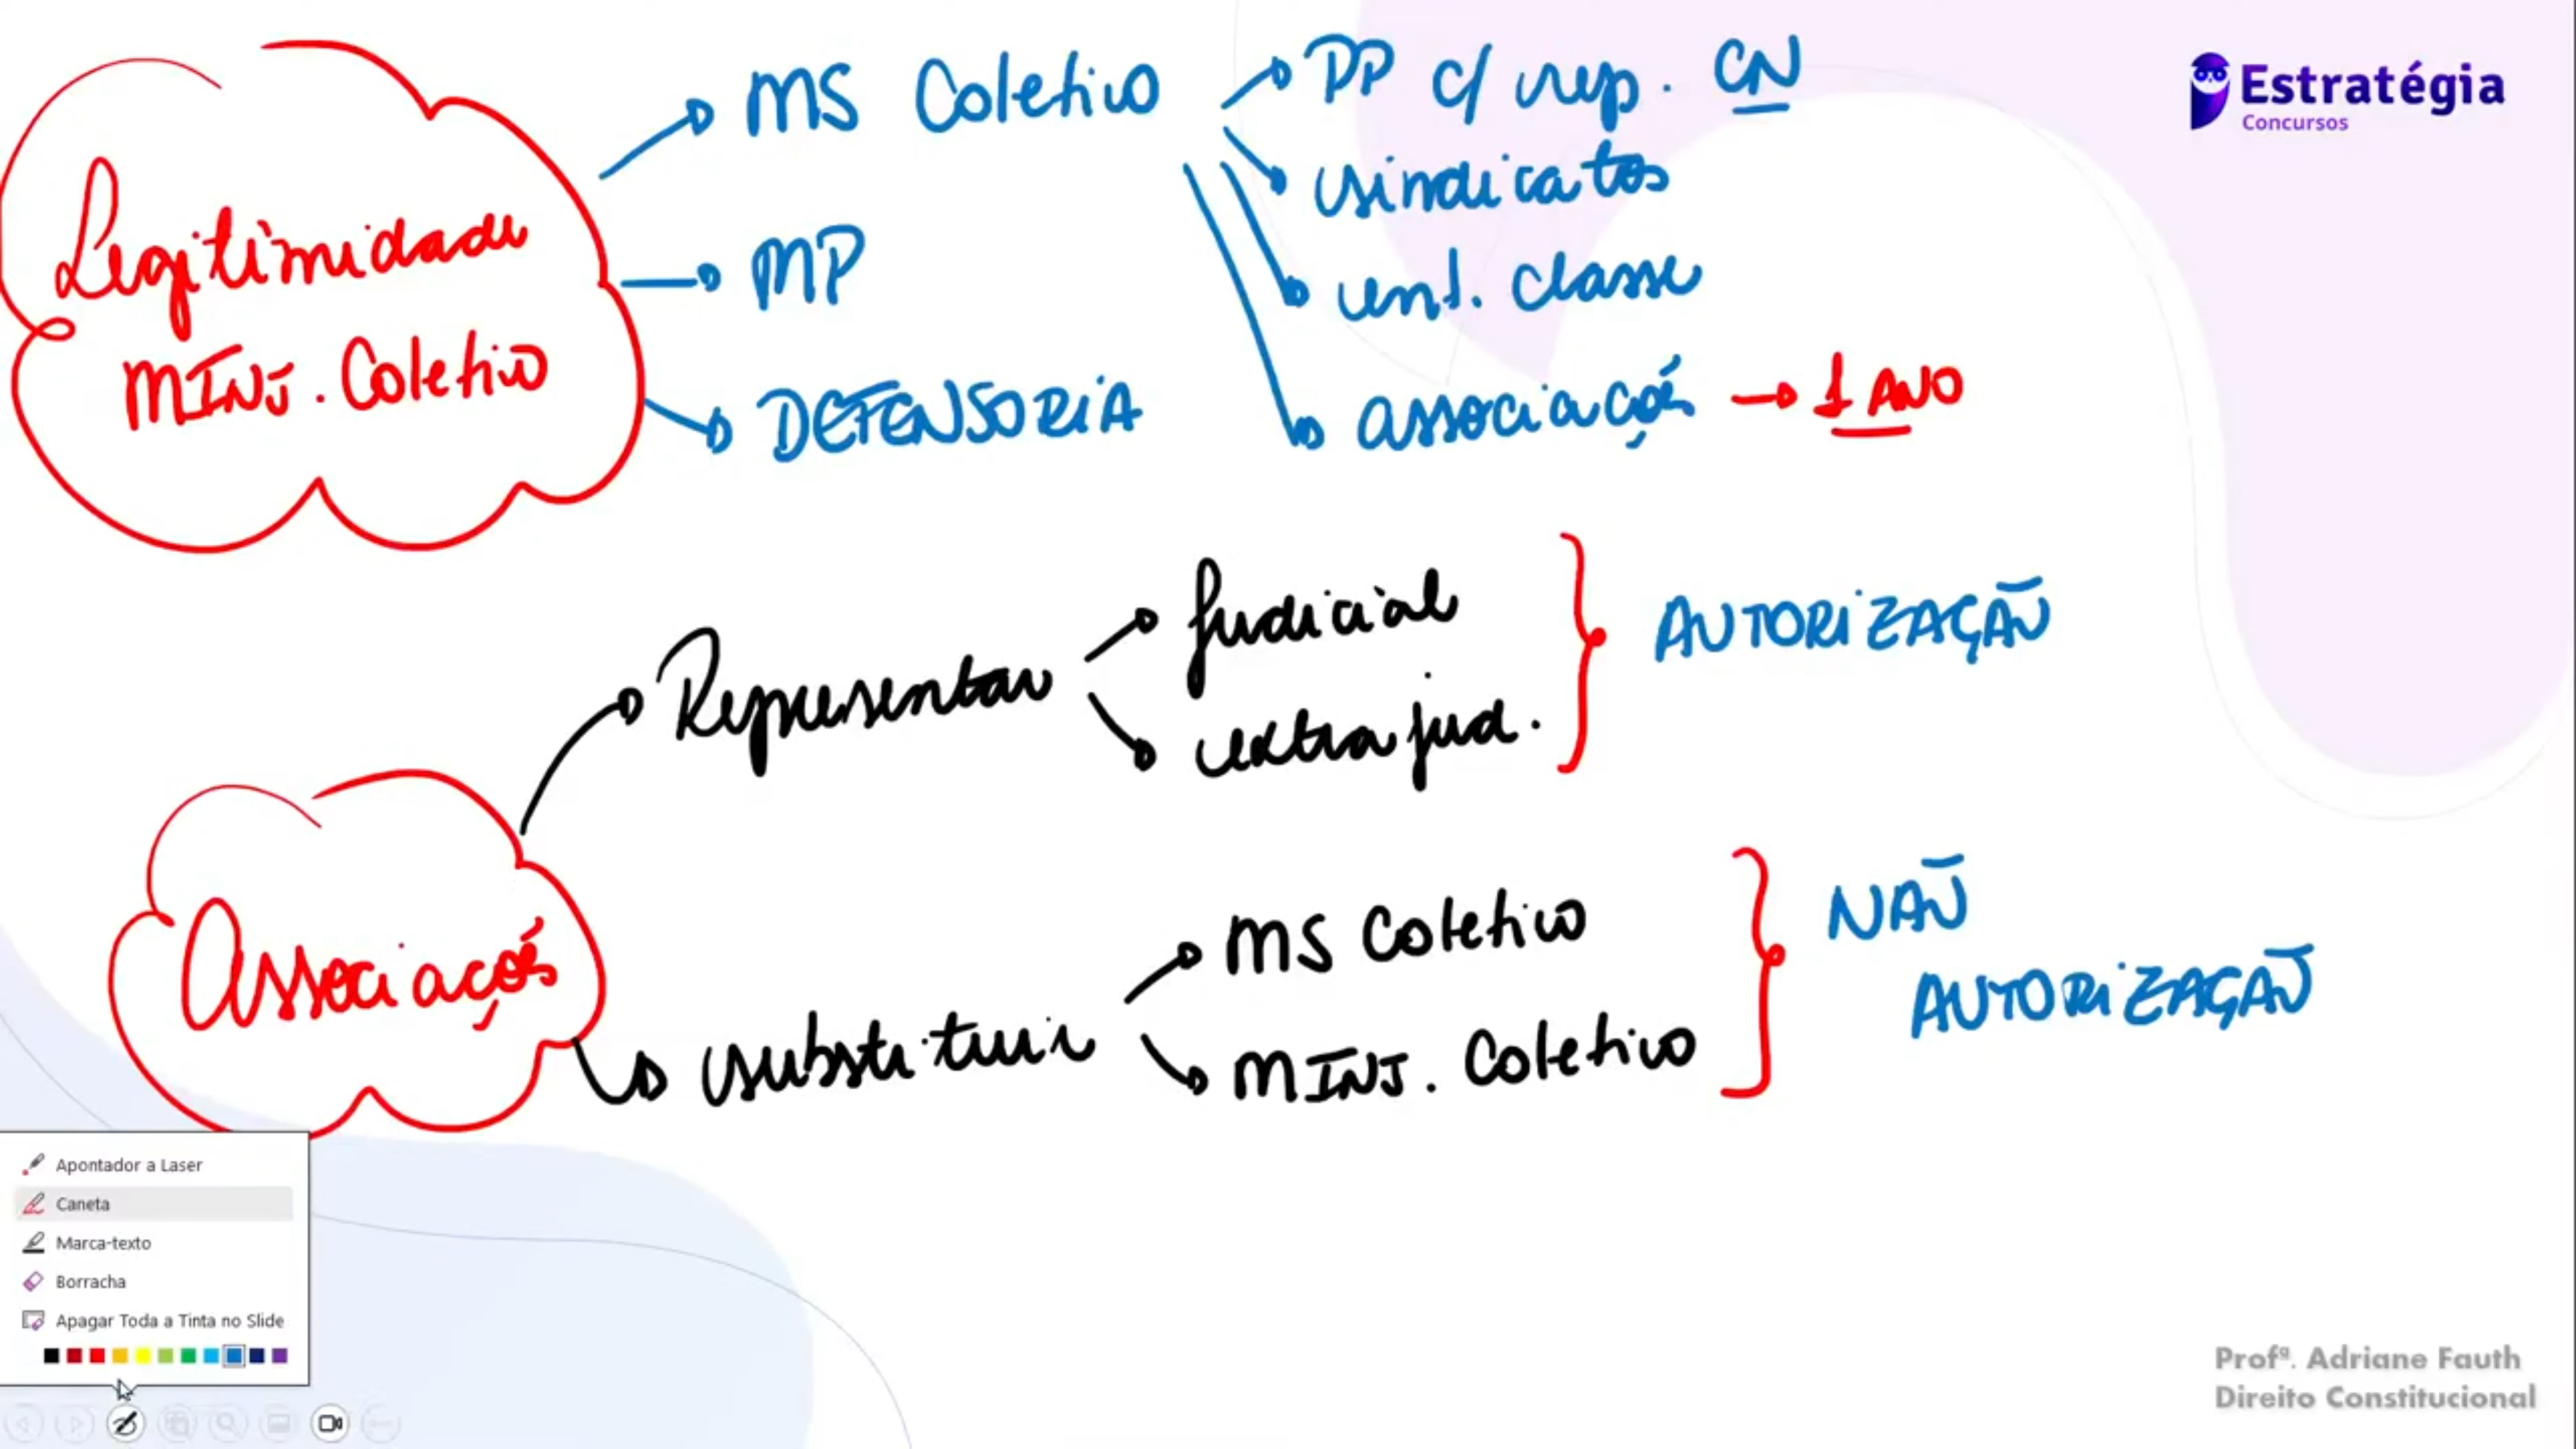 Legitimidade
MINJ. Coletivo
MS Coletivo
PP c/ rep. CN
sindicatos
ent. classe
associações → 1 ANO
MP
DEFENSORIA
Estratégia
Concursos
Associações
Representar
Judicial
extrajud.
AUTORIZAÇÃO
substituir
MS Coletivo
MINJ. Coletivo
NÃO
AUTORIZAÇÃO
Apontador a Laser
Caneta
Marca-texto
Borracha
Apagar Toda a Tinta no Slide
Profª. Adriane Fauth
Direito Constitucional